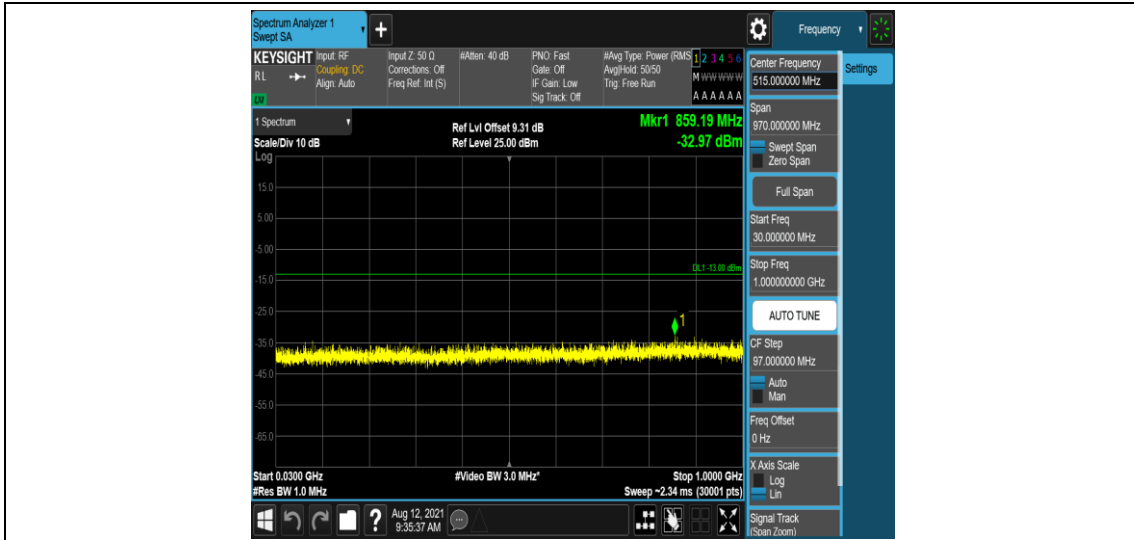 Spectrum Analyzer 1
Swept SA
Frequency
KEYSIGHT
RL
Input: RF
Coupling: DC
Align: Auto
Input Z: 50 Ω
Corrections: Off
Freq Ref: Int (S)
#Atten: 40 dB
PNO: Fast
Gate: Off
IF Gain: Low
Sig Track: Off
#Avg Type: Power (RMS
Avg|Hold: 50/50
Trig: Free Run
1 2 3 4 5 6
M W W W W W
A A A A A A
1 Spectrum
Scale/Div 10 dB
Log
Ref Lvl Offset 9.31 dB
Ref Level 25.00 dBm
Mkr1 859.19 MHz
-32.97 dBm
15.0
5.00
-5.00
-15.0
-25.0
-35.0
-45.0
-55.0
-65.0
DL1 -13.00 dBm
1
Start 0.0300 GHz
#Res BW 1.0 MHz
#Video BW 3.0 MHz*
Stop 1.0000 GHz
Sweep ~2.34 ms (30001 pts)
Aug 12, 2021
9:35:37 AM
Center Frequency
515.000000 MHz
Settings
Span
970.000000 MHz
Swept Span
Zero Span
Full Span
Start Freq
30.000000 MHz
Stop Freq
1.000000000 GHz
AUTO TUNE
CF Step
97.000000 MHz
Auto
Man
Freq Offset
0 Hz
X Axis Scale
Log
Lin
Signal Track
(Span Zoom)